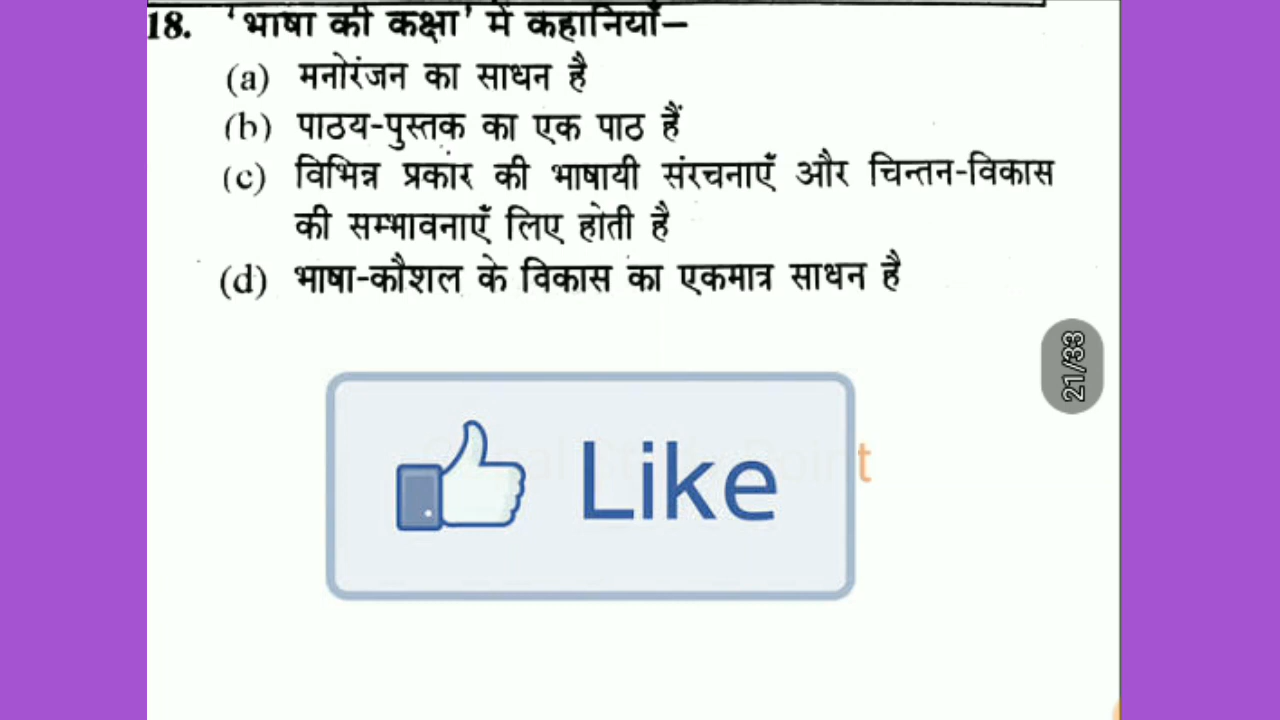 18. 'भाषा की कक्षा' में कहानियाँ–
(a) मनोरंजन का साधन है
(b) पाठय-पुस्तक का एक पाठ हैं
(c) विभिन्न प्रकार की भाषायी संरचनाएँ और चिन्तन-विकास
की सम्भावनाएँ लिए होती है
(d) भाषा-कौशल के विकास का एकमात्र साधन है
21/33
Like